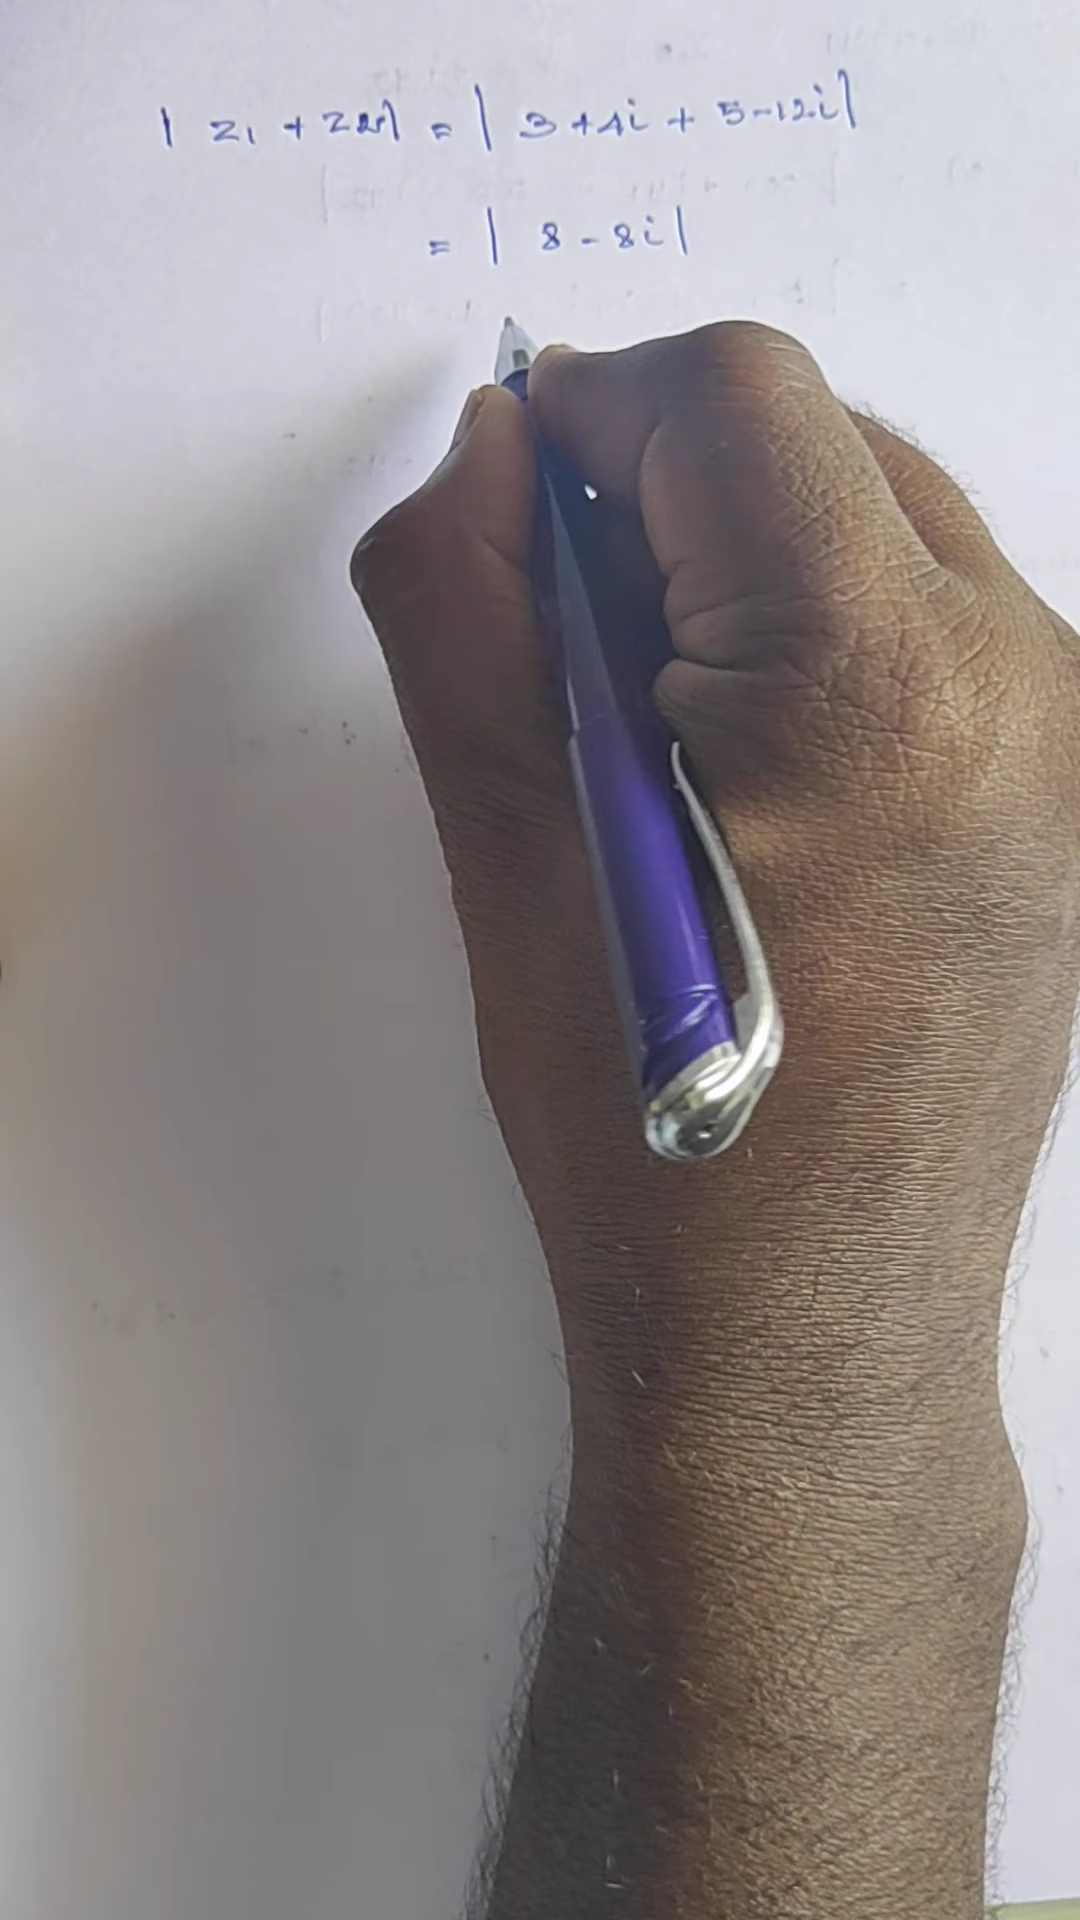 | z1 + z2 | = | 3+4i + 5-12i |
= | 8 - 8i |